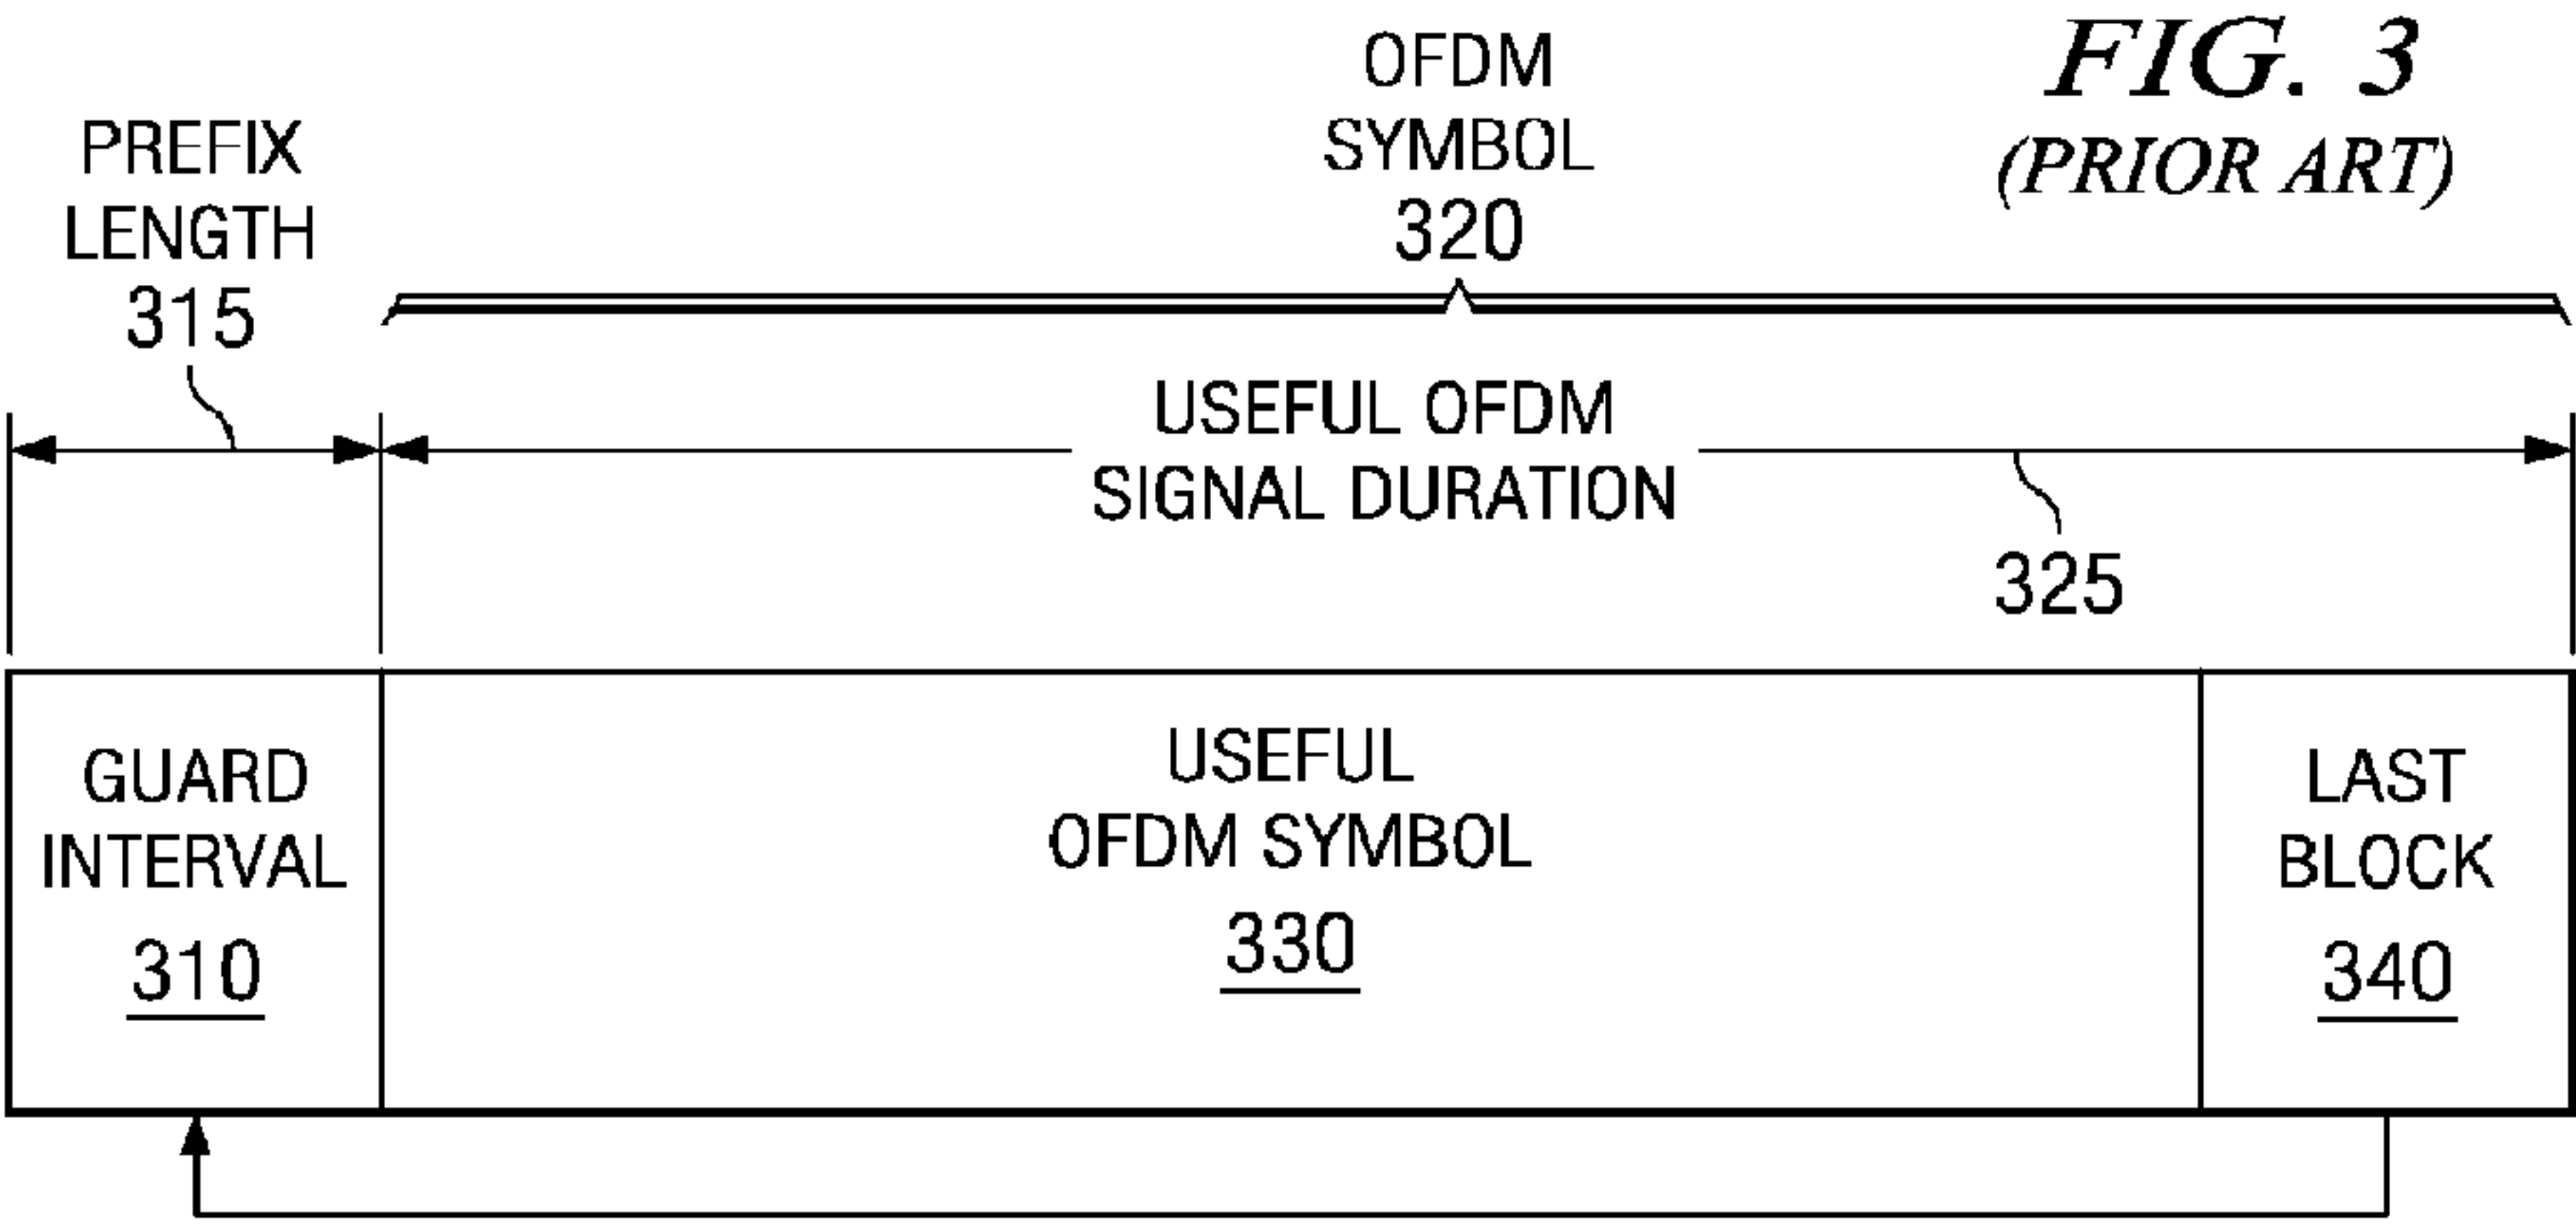 FIG. 3
(PRIOR ART)
OFDM
SYMBOL
320
PREFIX
LENGTH
315
USEFUL OFDM
SIGNAL DURATION
325
GUARD
INTERVAL
310
USEFUL
OFDM SYMBOL
330
LAST
BLOCK
340